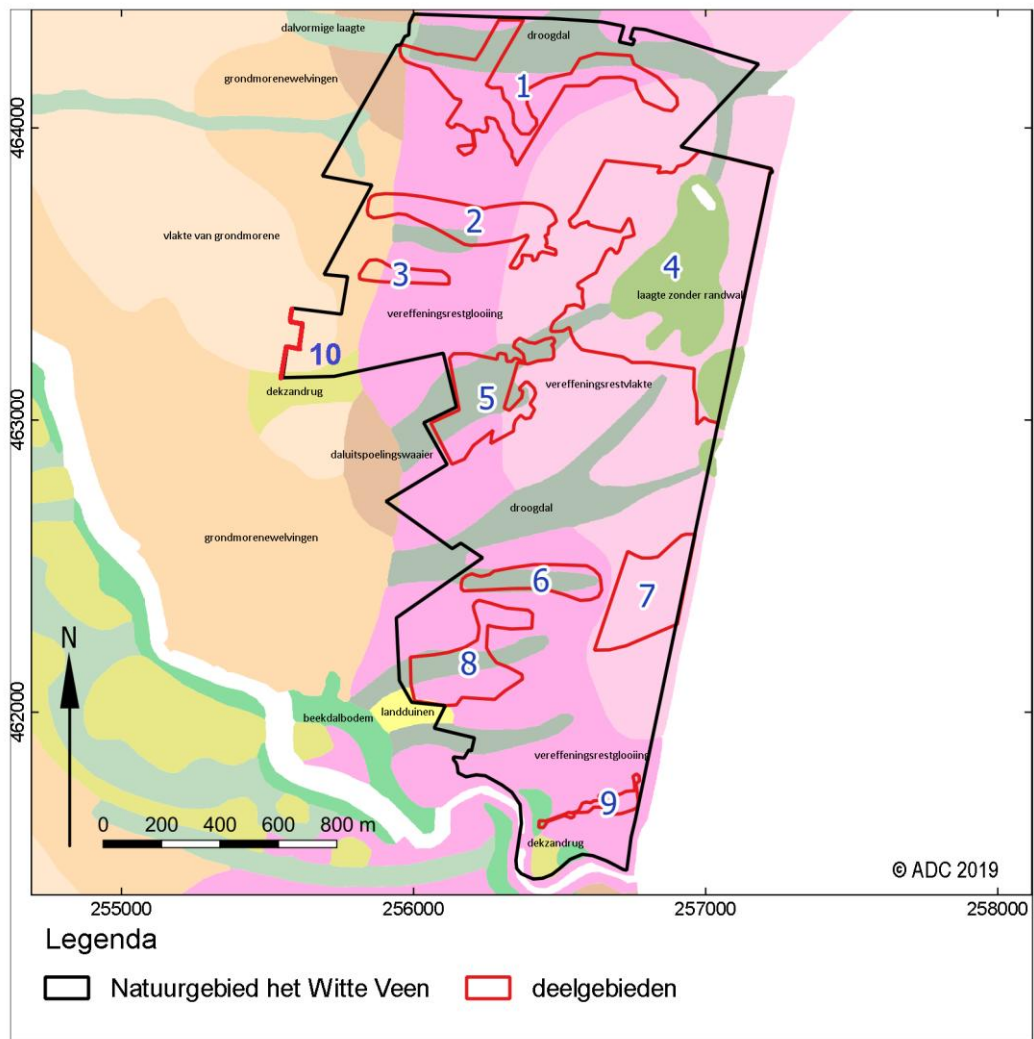 dalvormige laagte
droogdal
grondmorenewelvingen
1
464000
vlakte van grondmorene
2
3
4
laagte zonder randwal
vereffeningsrestglooiing
10
dekzandrug
5
vereffeningsrestvlakte
463000
daluitspoelingswaaier
droogdal
grondmorenewelvingen
6
7
N
8
462000
landduinen
beekdalbodem
vereffeningsrestglooiing
9
0 200 400 600 800 m
dekzandrug
© ADC 2019
255000 256000 257000 258000
Legenda
Natuurgebied het Witte Veen deelgebieden